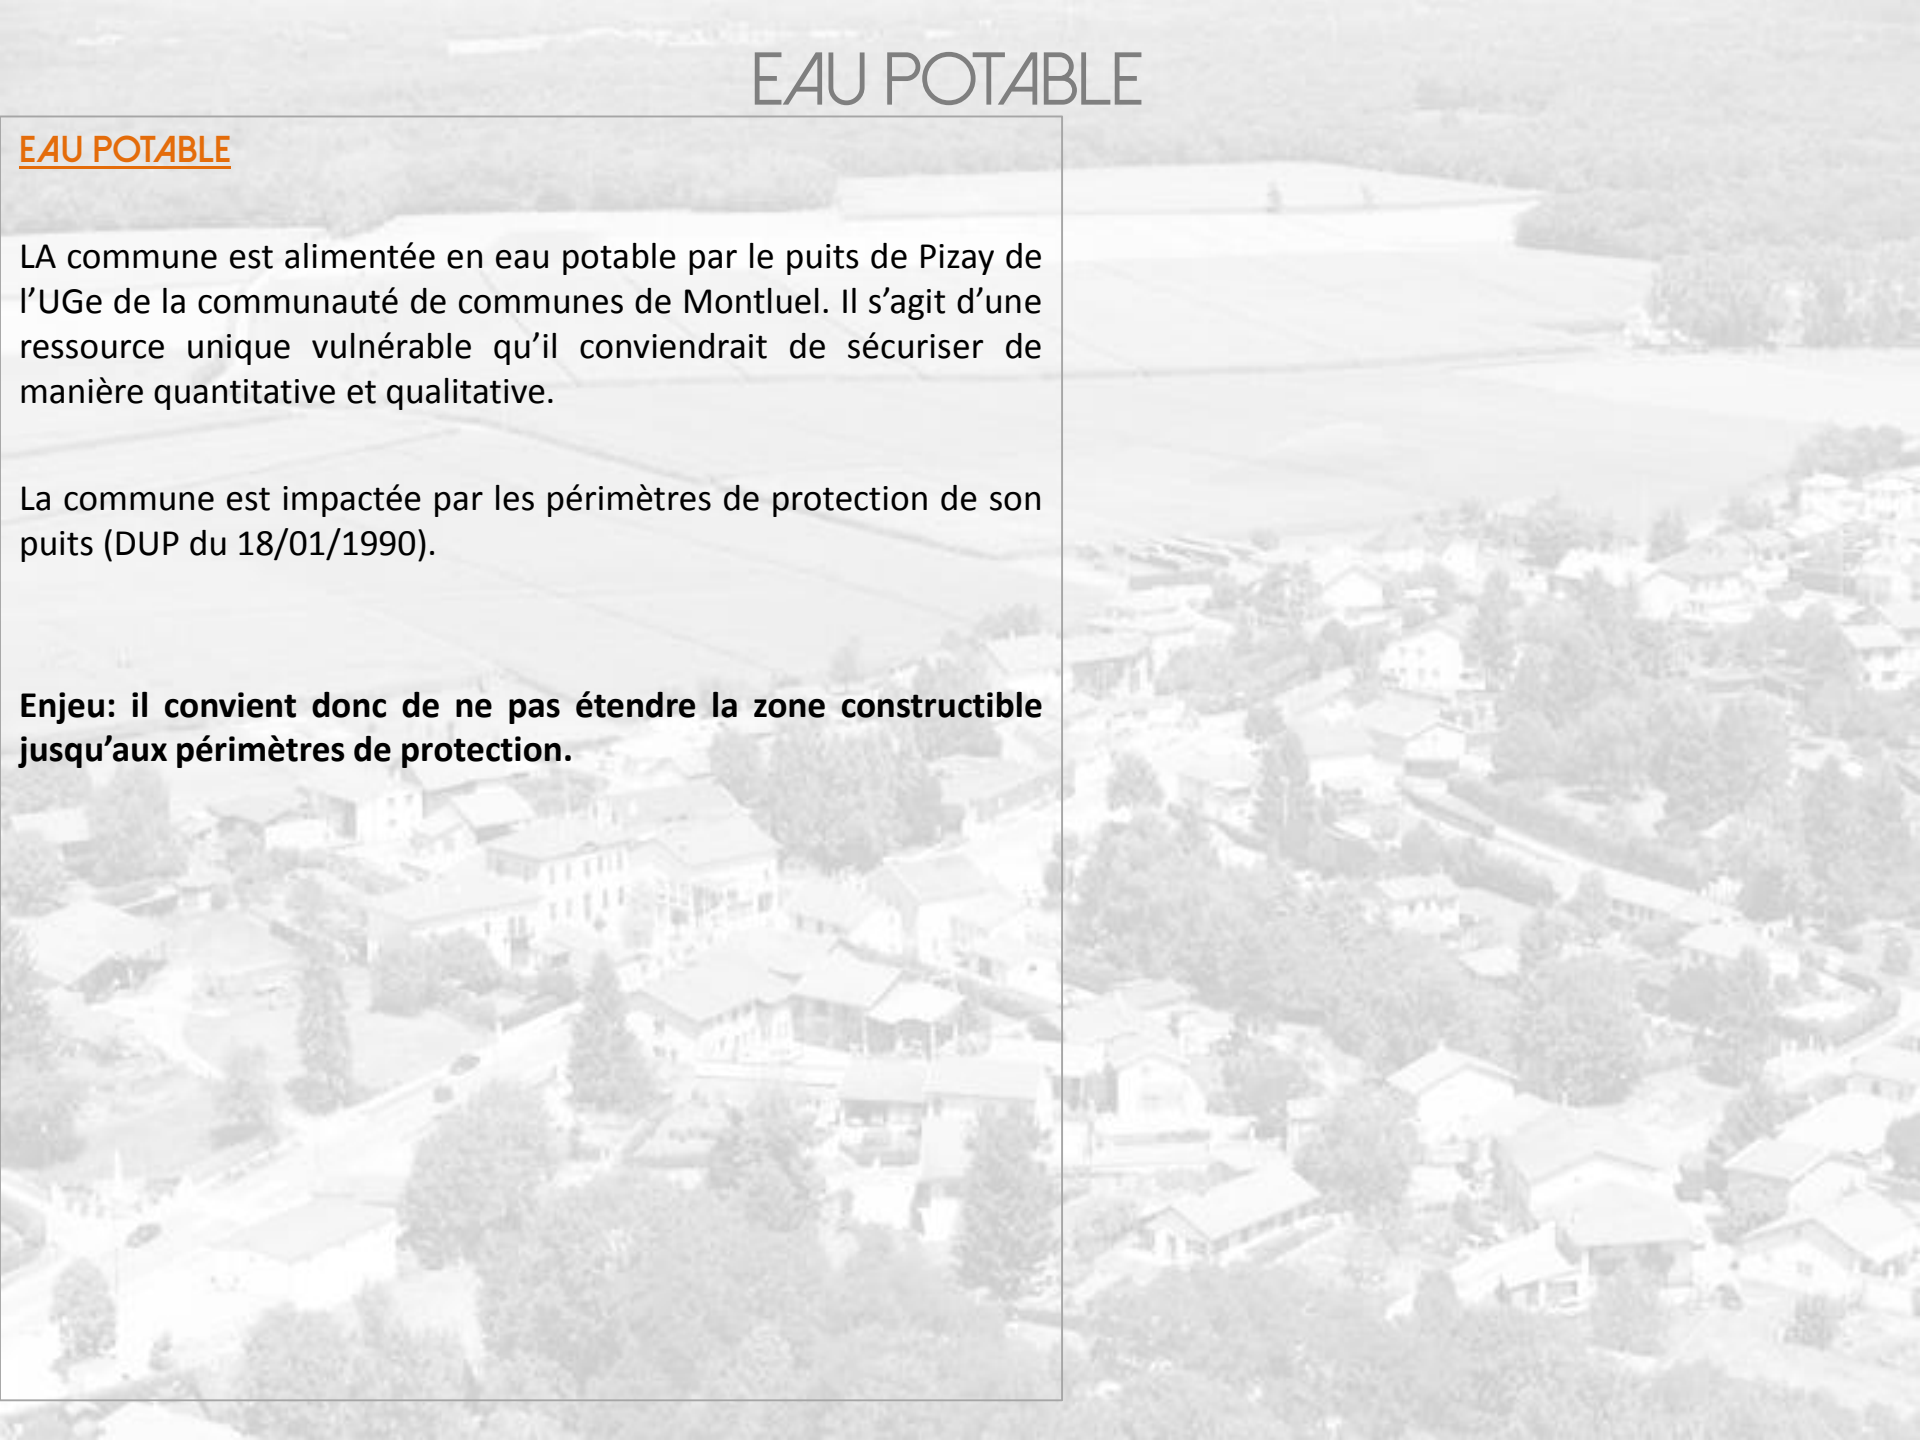 EAU POTABLE
EAU POTABLE
LA commune est alimentée en eau potable par le puits de Pizay de
l’UGe de la communauté de communes de Montluel. Il s’agit d’une
ressource unique vulnérable qu’il conviendrait de sécuriser de
manière quantitative et qualitative.
La commune est impactée par les périmètres de protection de son
puits (DUP du 18/01/1990).
Enjeu: il convient donc de ne pas étendre la zone constructible
jusqu’aux périmètres de protection.